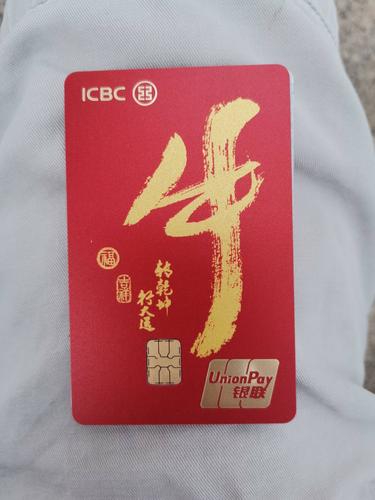 ICBC
牛
转乾坤
行大运
福
吉祥
UnionPay
银联